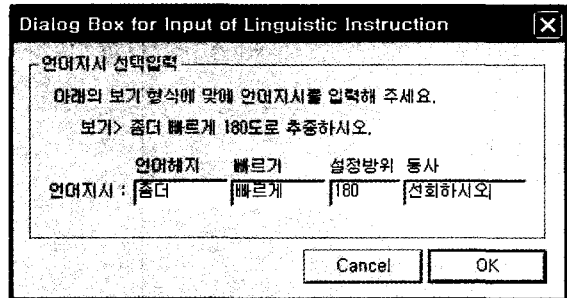 Dialog Box for Input of Linguistic Instruction
언어지시 선택입력
아래의 보기 형식에 맞에 언어지시를 입력해 주세요.
보기> 좀더 빠르게 180도로 추종하시오.
언어헤지 빠르기 설정방위 동사
언어지시 : 좀더 빠르게 180 선회하시오
Cancel OK